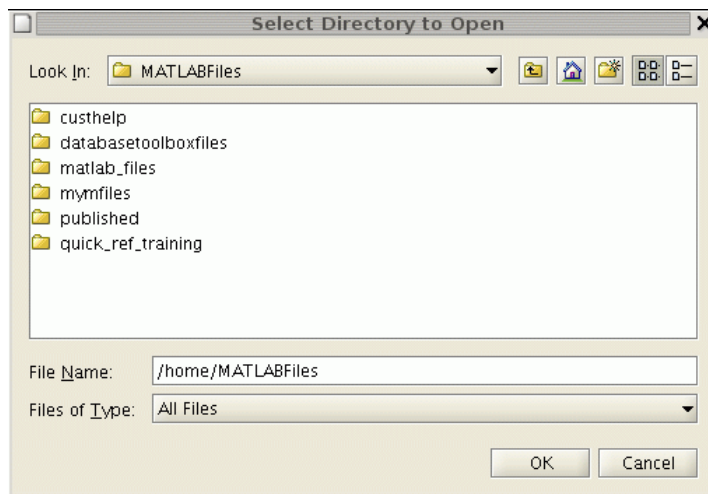 Select Directory to Open
Look In: MATLABFiles
custhelp
databasetoolboxfiles
matlab_files
mymfiles
published
quick_ref_training
File Name: /home/MATLABFiles
Files of Type: All Files
OK Cancel